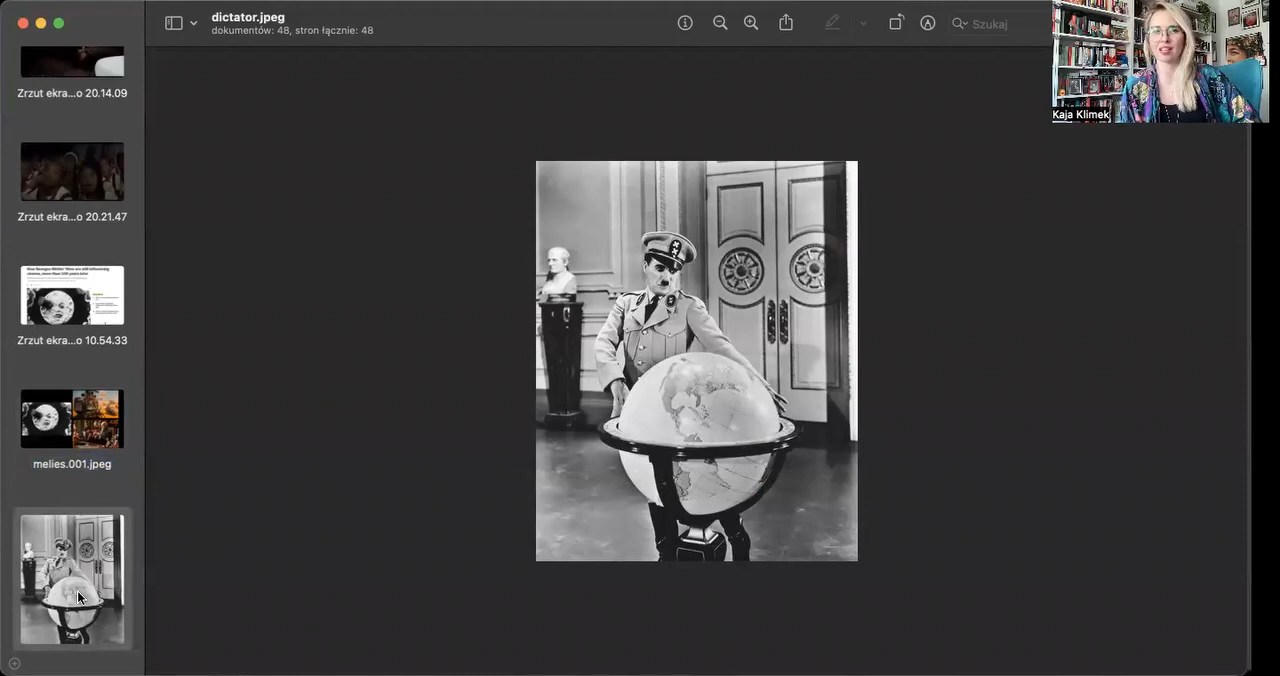 dictator.jpeg
dokumentów: 48, stron łącznie: 48
Szukaj
Kaja Klimek
Zrzut ekra...o 20.14.09
Zrzut ekra...o 20.21.47
Zrzut ekra...o 10.54.33
melies.001.jpeg